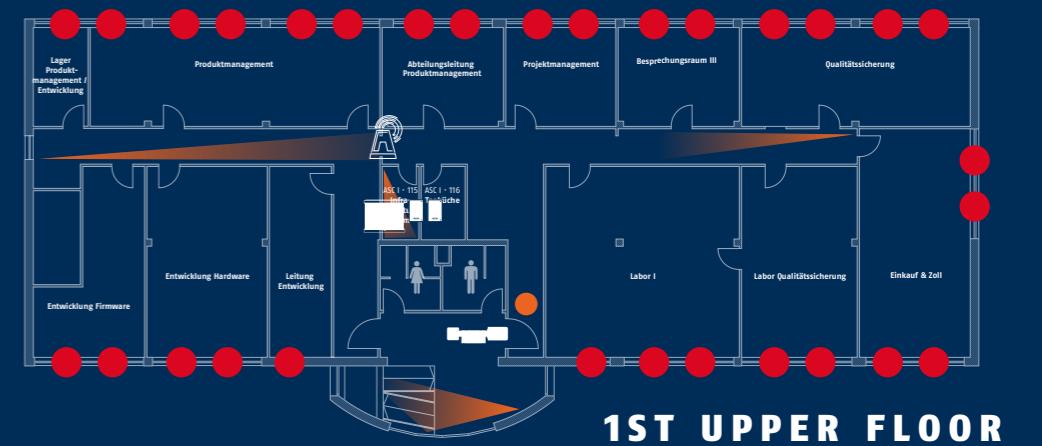 Lager
Produkt-
management /
Entwicklung
Produktmanagement
Abteilungsleitung
Produktmanagement
Projektmanagement
Besprechungsraum III
Qualitätssicherung
ASC I - 115
ASC I - 116
Infra
Entwicklung Hardware
Leitung
Entwicklung
Labor I
Labor Qualitätssicherung
Einkauf & Zoll
Entwicklung Firmware
1ST UPPER FLOOR